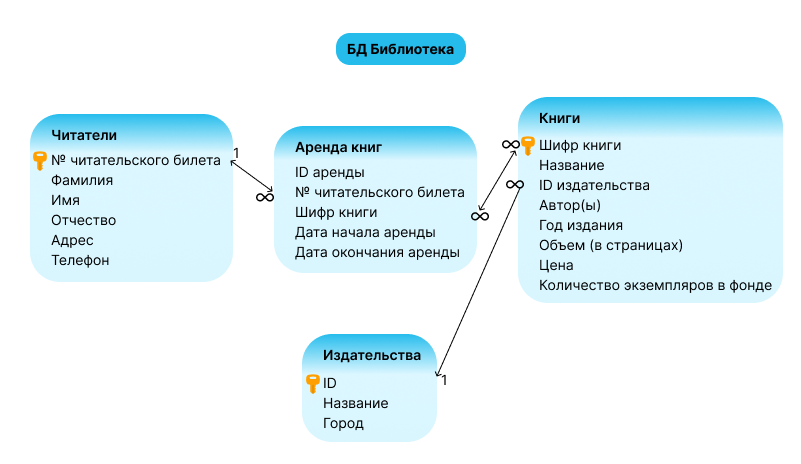 БД Библиотека
Читатели
№ читательского билета
Фамилия
Имя
Отчество
Адрес
Телефон
1
∞
Аренда книг
ID аренды
№ читательского билета
Шифр книги
Дата начала аренды
Дата окончания аренды
∞
∞
Книги
Шифр книги
Название
ID издательства
Автор(ы)
Год издания
Объем (в страницах)
Цена
Количество экземпляров в фонде
∞
1
Издательства
ID
Название
Город